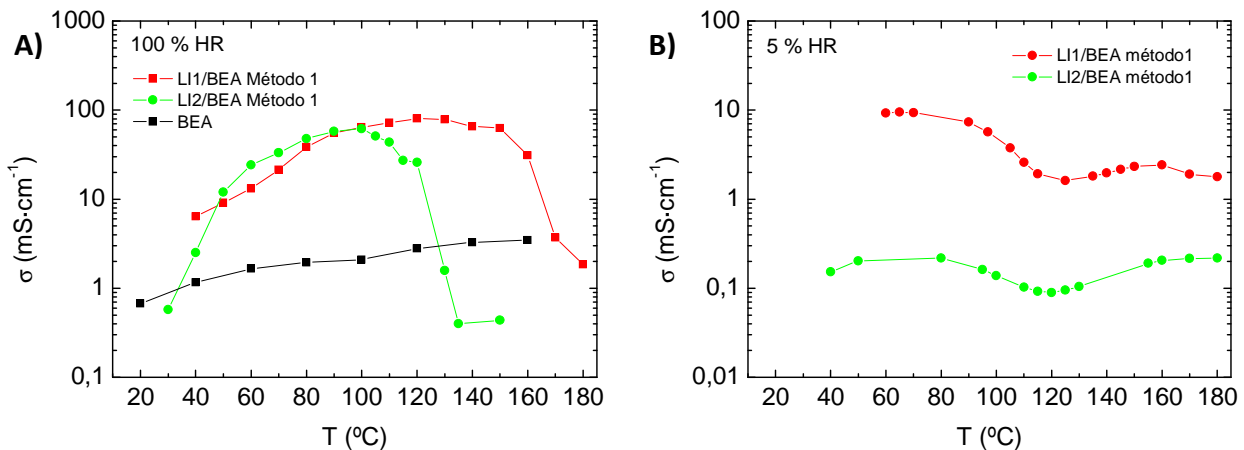 A)
100 % HR
LI1/BEA Método 1
LI2/BEA Método 1
BEA
1000
100
10
1
0,1
σ (mS·cm⁻¹)
20 40 60 80 100 120 140 160 180
T (ºC)
B)
5 % HR
LI1/BEA método1
LI2/BEA método1
100
10
1
0,1
0,01
σ (mS·cm⁻¹)
20 40 60 80 100 120 140 160 180
T (ºC)